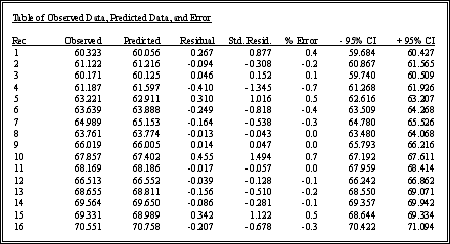 Table of Observed Data, Predicted Data, and Error
Rec Observed Predicted Residual Std. Resid. % Error - 95% CI + 95% CI
1 60.323 60.056 0.267 0.877 0.4 59.684 60.427
2 61.122 61.216 -0.094 -0.308 -0.2 60.867 61.565
3 60.171 60.125 0.046 0.152 0.1 59.740 60.509
4 61.187 61.597 -0.410 -1.345 -0.7 61.268 61.926
5 63.221 62.911 0.310 1.016 0.5 62.616 63.207
6 63.639 63.888 -0.249 -0.818 -0.4 63.509 64.268
7 64.989 65.153 -0.164 -0.538 -0.3 64.780 65.526
8 63.761 63.774 -0.013 -0.043 0.0 63.480 64.068
9 66.019 66.005 0.014 0.047 0.0 65.793 66.216
10 67.857 67.402 0.455 1.494 0.7 67.192 67.611
11 68.169 68.186 -0.017 -0.057 0.0 67.959 68.414
12 66.513 66.552 -0.039 -0.128 -0.1 66.242 66.862
13 68.655 68.811 -0.156 -0.510 -0.2 68.550 69.071
14 69.564 69.650 -0.086 -0.281 -0.1 69.357 69.942
15 69.331 68.989 0.342 1.122 0.5 68.644 69.334
16 70.551 70.758 -0.207 -0.678 -0.3 70.422 71.094